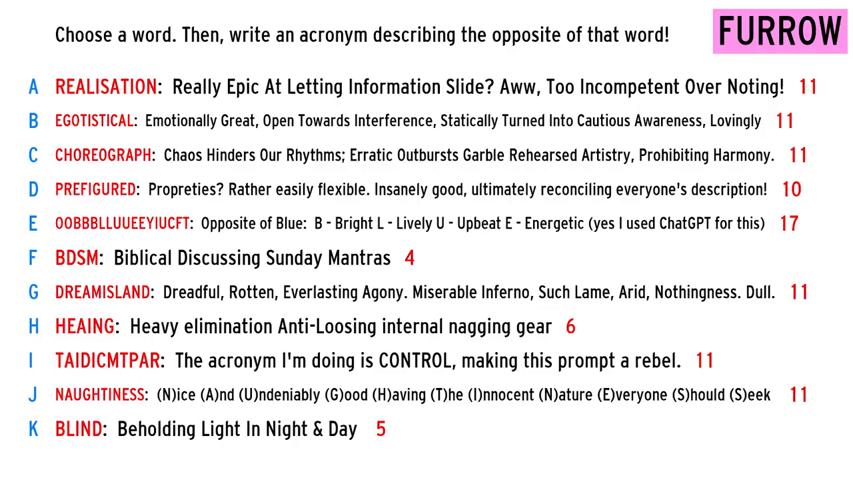 Choose a word. Then, write an acronym describing the opposite of that word! FURROW
A REALISATION: Really Epic At Letting Information Slide? Aww, Too Incompetent Over Noting! 11
B EGOTISTICAL: Emotionally Great, Open Towards Interference, Statically Turned Into Cautious Awareness, Lovingly 11
C CHOREOGRAPH: Chaos Hinders Our Rhythms; Erratic Outbursts Garble Rehearsed Artistry, Prohibiting Harmony. 11
D PREFIGURED: Propreties? Rather easily flexible. Insanely good, ultimately reconciling everyone's description! 10
E OOBBBLLUUEEYIUCFT: Opposite of Blue: B - Bright L - Lively U - Upbeat E - Energetic (yes I used ChatGPT for this) 17
F BDSM: Biblical Discussing Sunday Mantras 4
G DREAMISLAND: Dreadful, Rotten, Everlasting Agony. Miserable Inferno, Such Lame, Arid, Nothingness. Dull. 11
H HEAING: Heavy elimination Anti-Loosing internal nagging gear 6
I TAIDICMTPAR: The acronym I'm doing is CONTROL, making this prompt a rebel. 11
J NAUGHTINESS: (N)ice (A)nd (U)ndeniably (G)ood (H)aving (T)he (I)nnocent (N)ature (E)veryone (S)hould (S)eek 11
K BLIND: Beholding Light In Night & Day 5